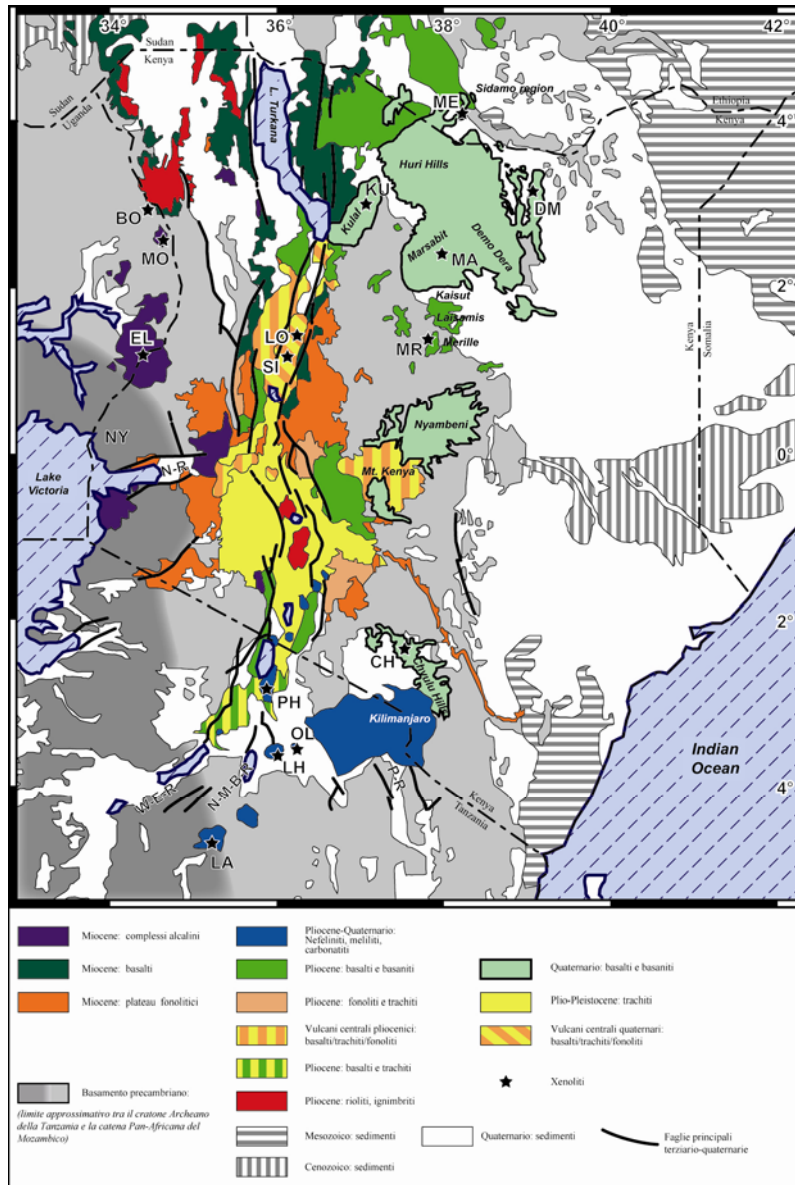 34°
36°
38°
40°
42°
Sudan
Kenya
Sudan
Uganda
L. Turkana
ME
Sidamo region
Ethiopia
Kenya
4°
Huri Hills
KU
Kulal
DM
BO
MO
Marsabit
Demo Dera
MA
2°
Kaisut
Laisamis
LO
EL
MR
Merille
SI
Kenya
Somalia
NY
Nyambeni
N-R
Mt. Kenya
0°
Lake
Victoria
2°
CH
Chyulu Hills
PH
Kilimanjaro
OL
LH
Indian
Ocean
W-E-R
N-M-B-R
P-R
Kenya
Tanzania
4°
LA
Miocene: complessi alcalini
Pliocene-Quaternario:
Nefeliniti, meliliti,
carbonatiti
Miocene: basalti
Pliocene: basalti e basaniti
Quaternario: basalti e basaniti
Miocene: plateau fonolitici
Pliocene: fonoliti e trachiti
Plio-Pleistocene: trachiti
Vulcani centrali pliocenici:
basalti/trachiti/fonoliti
Vulcani centrali quaternari:
basalti/trachiti/fonoliti
Pliocene: basalti e trachiti
Basamento precambriano:
Xenoliti
(limite approssimativo tra il cratone Archeano
della Tanzania e la catena Pan-Africana del
Mozambico)
Pliocene: rioliti, ignimbriti
Mesozoico: sedimenti
Quaternario: sedimenti
Faglie principali
terziario-quaternarie
Cenozoico: sedimenti